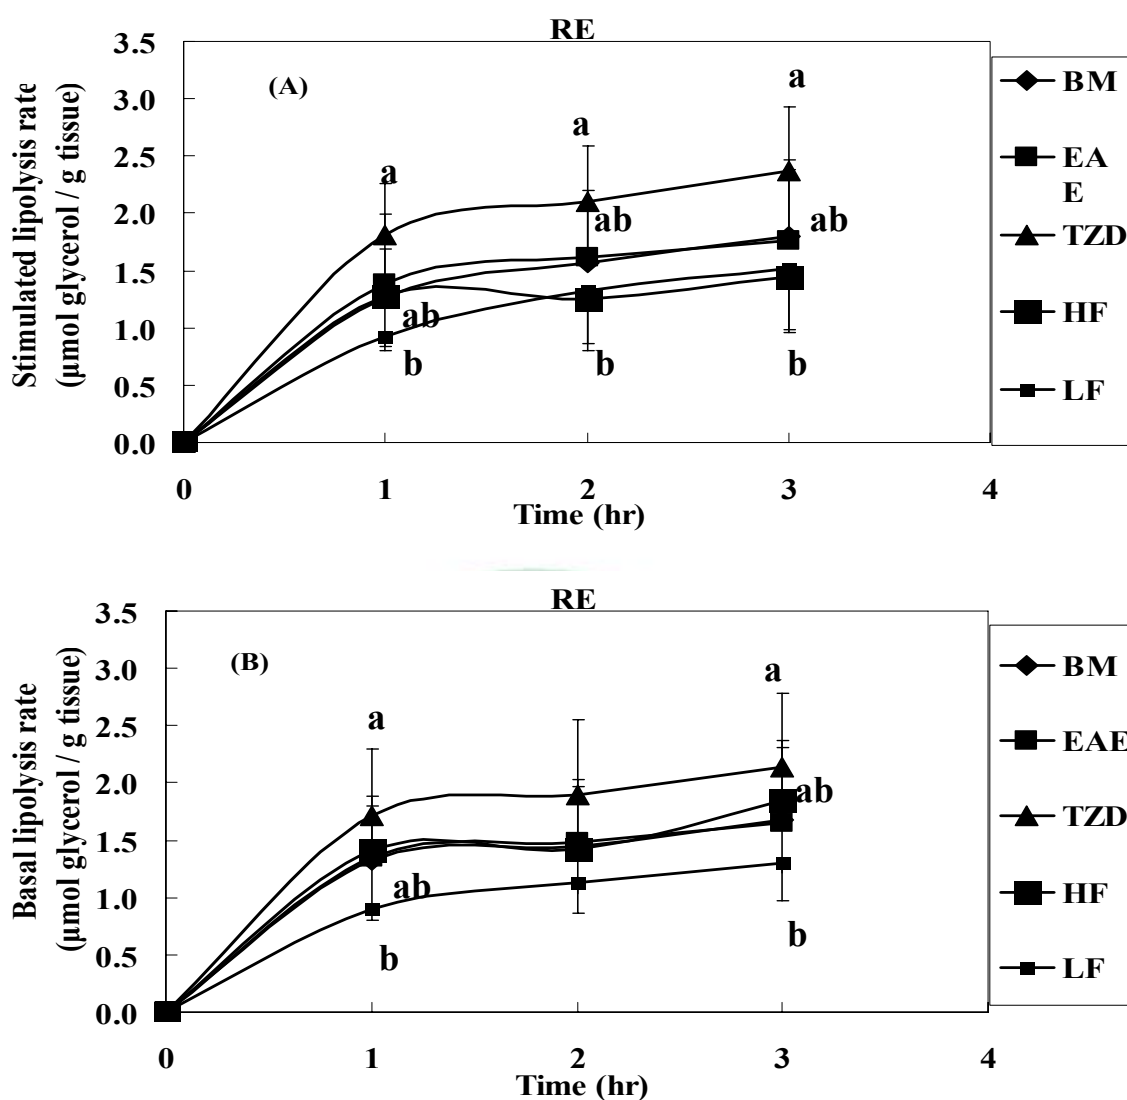 RE
(A)
Stimulated lipolysis rate
(µmol glycerol / g tissue)
3.5
3.0
2.5
2.0
1.5
1.0
0.5
0.0
a
a
a
ab
ab
ab
b
b
b
0
1
2
3
4
Time (hr)
BM
EA
E
TZD
HF
LF
RE
(B)
Basal lipolysis rate
(µmol glycerol / g tissue)
3.5
3.0
2.5
2.0
1.5
1.0
0.5
0.0
a
a
ab
ab
b
b
0
1
2
3
4
Time (hr)
BM
EAE
TZD
HF
LF